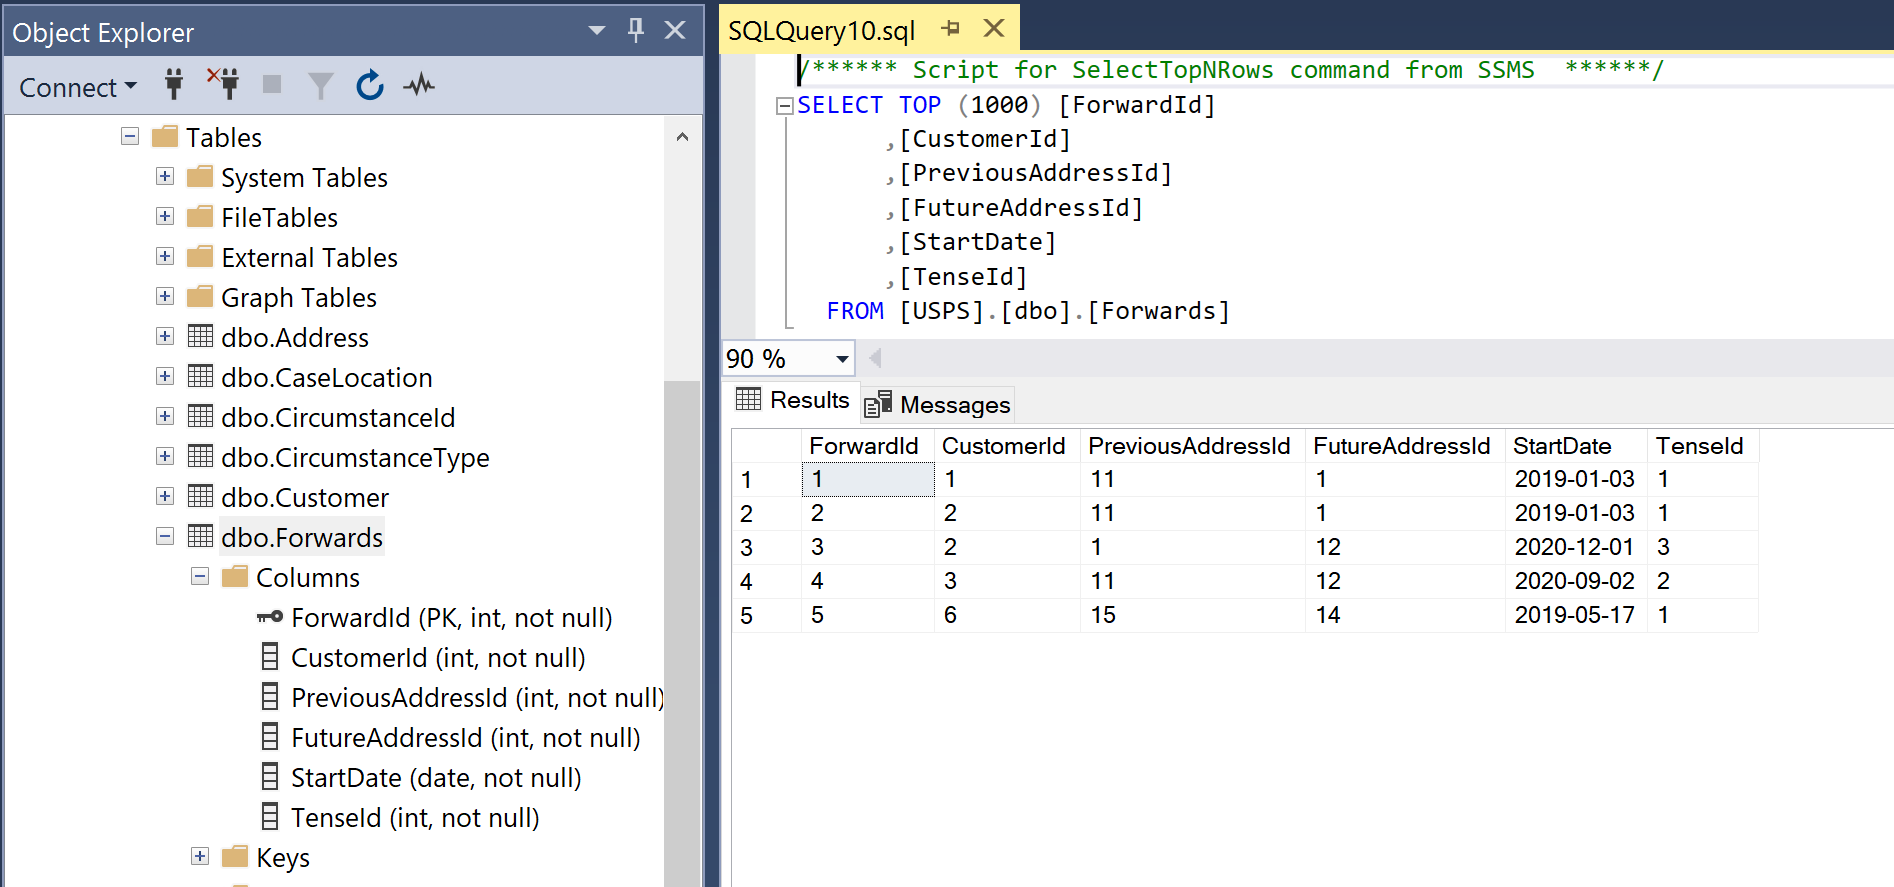 Object Explorer
Connect
Tables
System Tables
FileTables
External Tables
Graph Tables
dbo.Address
dbo.CaseLocation
dbo.CircumstanceId
dbo.CircumstanceType
dbo.Customer
dbo.Forwards
Columns
ForwardId (PK, int, not null)
CustomerId (int, not null)
PreviousAddressId (int, not null)
FutureAddressId (int, not null)
StartDate (date, not null)
TenseId (int, not null)
Keys
SQLQuery10.sql
/****** Script for SelectTopNRows command from SSMS  ******/
SELECT TOP (1000) [ForwardId]
,[CustomerId]
,[PreviousAddressId]
,[FutureAddressId]
,[StartDate]
,[TenseId]
FROM [USPS].[dbo].[Forwards]
90 %
Results Messages
ForwardId CustomerId PreviousAddressId FutureAddressId StartDate TenseId
1 1 1 11 1 2019-01-03 1
2 2 2 11 1 2019-01-03 1
3 3 2 1 12 2020-12-01 3
4 4 3 11 12 2020-09-02 2
5 5 6 15 14 2019-05-17 1